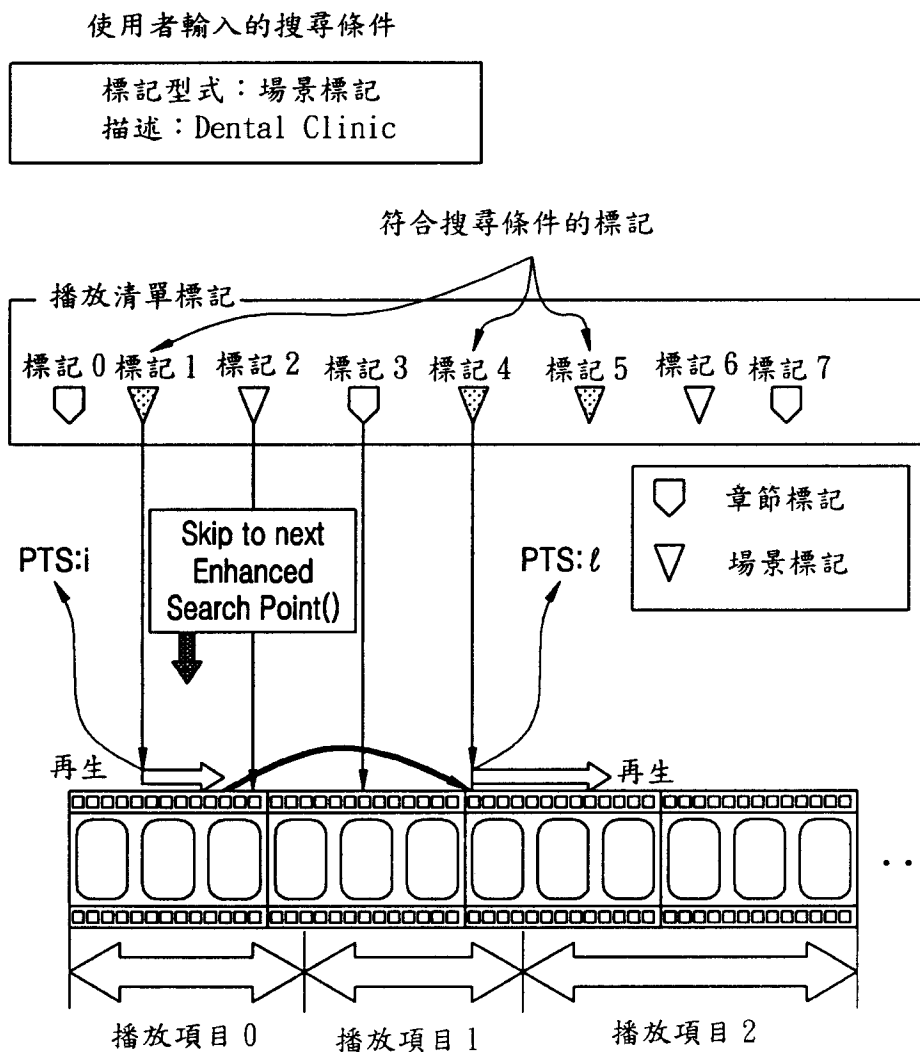 使用者輸入的搜尋條件
標記型式：場景標記
描述：Dental Clinic
符合搜尋條件的標記
播放清單標記
標記0 標記1 標記2 標記3 標記4 標記5 標記6 標記7
章節標記
場景標記
Skip to next
Enhanced
Search Point()
PTS:i
PTS:ℓ
再生
再生
播放項目0 播放項目1 播放項目2